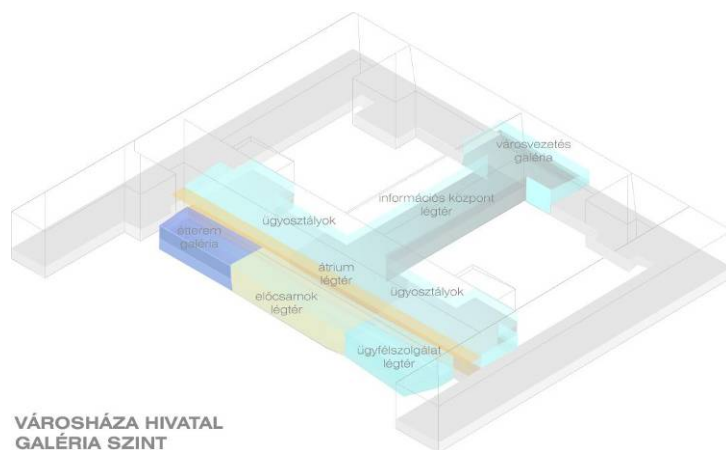 városvezetés
galéria
információs központ
légtér
ügyosztályok
étterem
galéria
átrium
légtér
ügyosztályok
előcsarnok
légtér
ügyfélszolgálat
légtér
VÁROSHÁZA HIVATAL
GALÉRIA SZINT